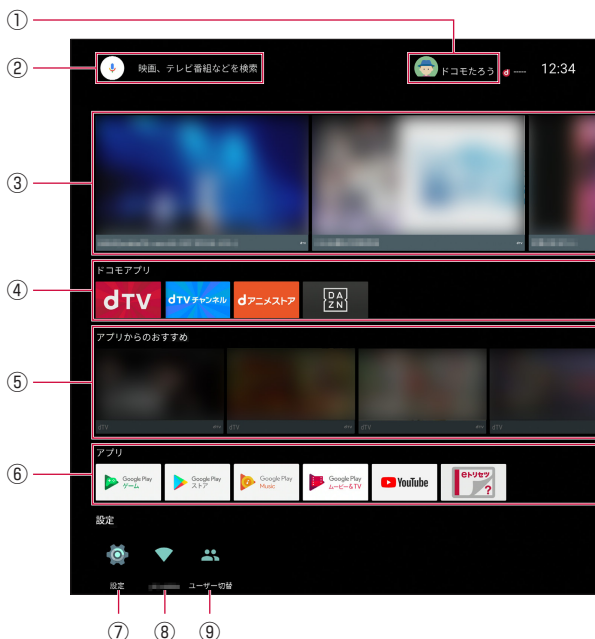 ①
② 映画、テレビ番組などを検索 ドコモたろう d 12:34
③
ドコモアプリ
④ dTV dTVチャンネル dアニメストア DAZN
アプリからのおすすめ
⑤
dTV dTV dTV dTV
アプリ
⑥ Google Play ゲーム Google Play ストア Google Play Music Google Play ムービー&TV YouTube eトリセツ ?
設定
設定 ユーザー切替
⑦ ⑧ ⑨